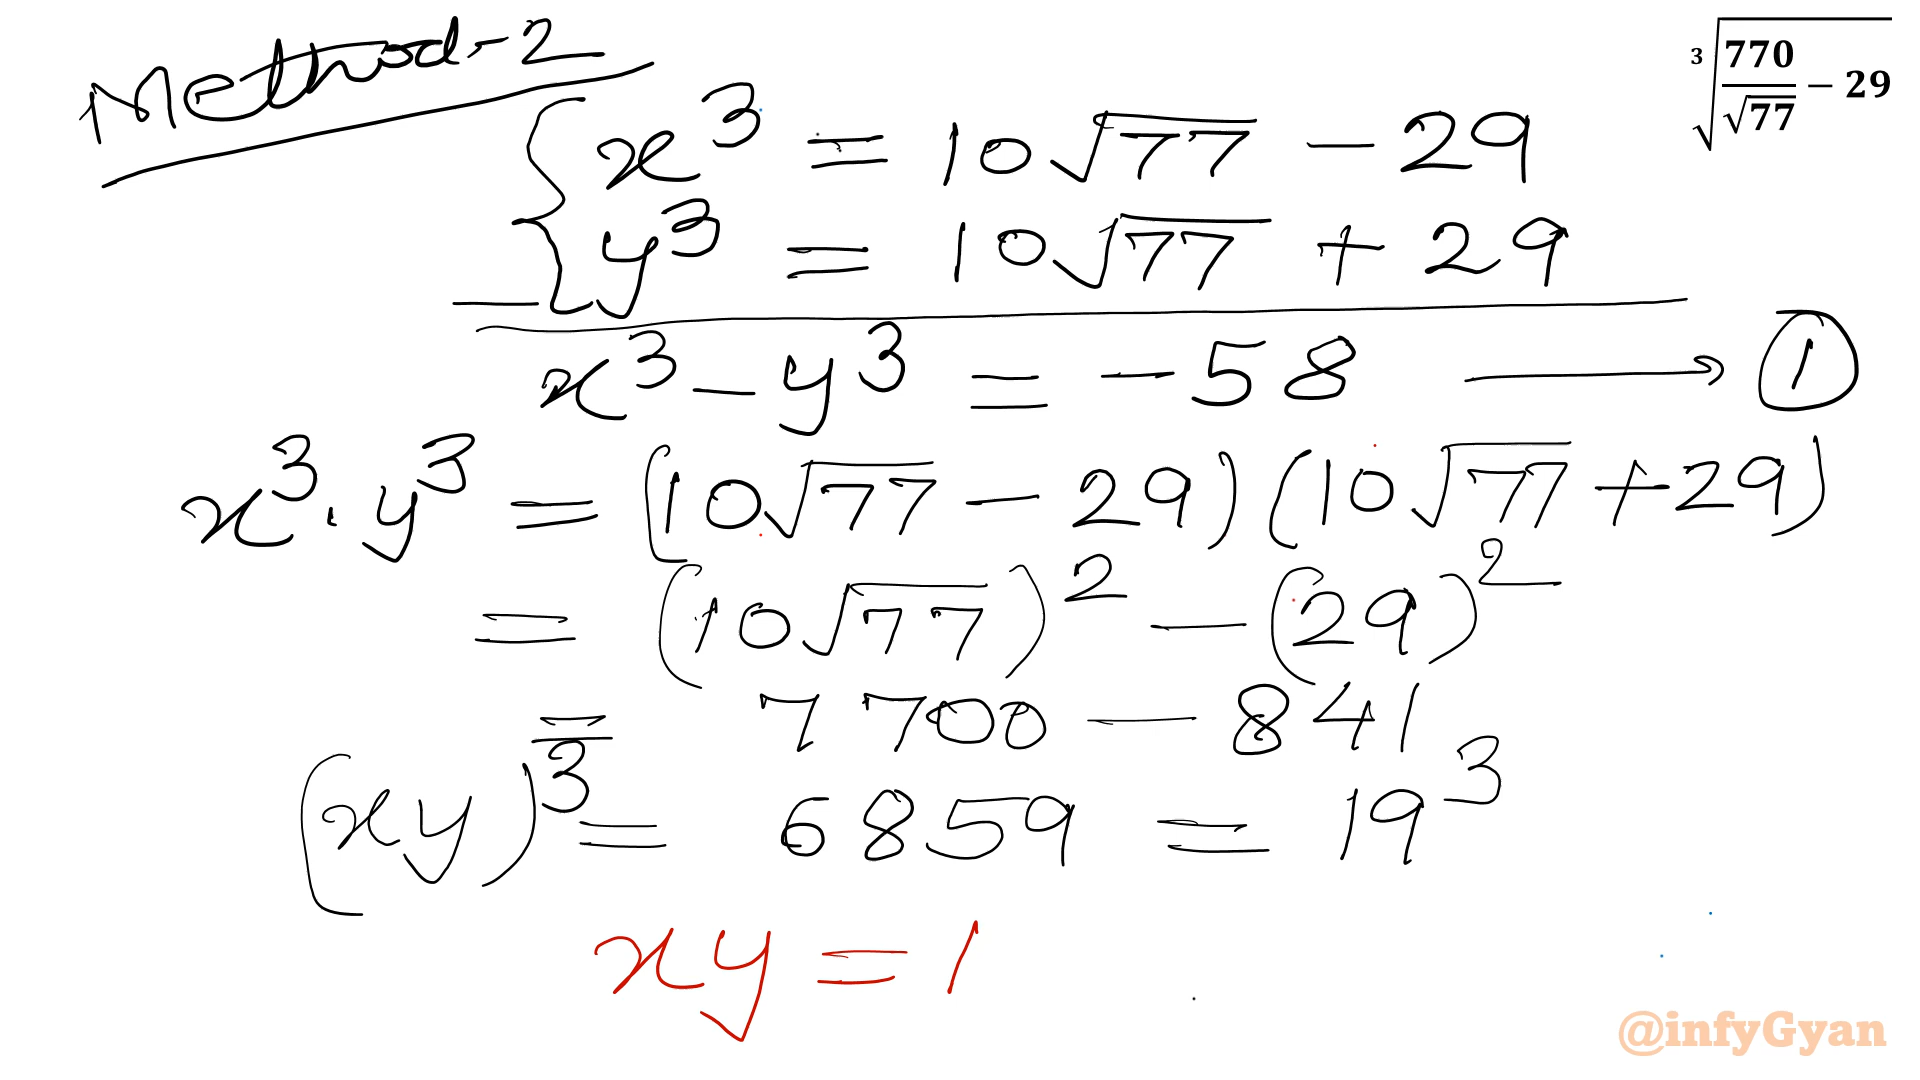 Method-2
∛(770/√77 − 29)
x³ = 10√77 − 29
y³ = 10√77 + 29
x³ − y³ = −58 ⟶ ①
x³.y³ = (10√77 − 29)(10√77 + 29)
= (10√77)² − (29)²
= 7700 − 841
(xy)³ = 6859 = 19³
xy = 1
@infyGyan